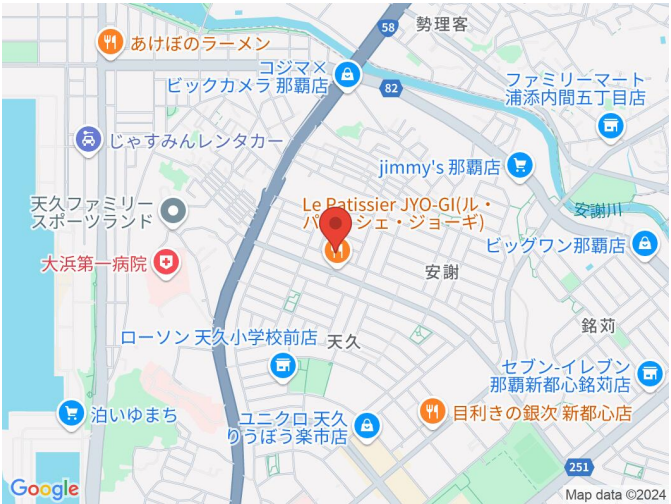 58
勢理客
あけぼのラーメン
コジマ×
ビックカメラ 那覇店
82
ファミリーマート
浦添内間五丁目店
じゃすみんレンタカー
jimmy's 那覇店
天久ファミリー
スポーツランド
Le Patissier JYO-GI(ル・
パ シェ・ジョーギ)
安謝川
ビッグワン那覇店
大浜第一病院
安謝
銘苅
ローソン 天久小学校前店
天久
セブン-イレブン
那覇新都心銘苅店
泊いゆまち
ユニクロ 天久
りうぼう楽市店
目利きの銀次 新都心店
251
Google
Map data ©2024